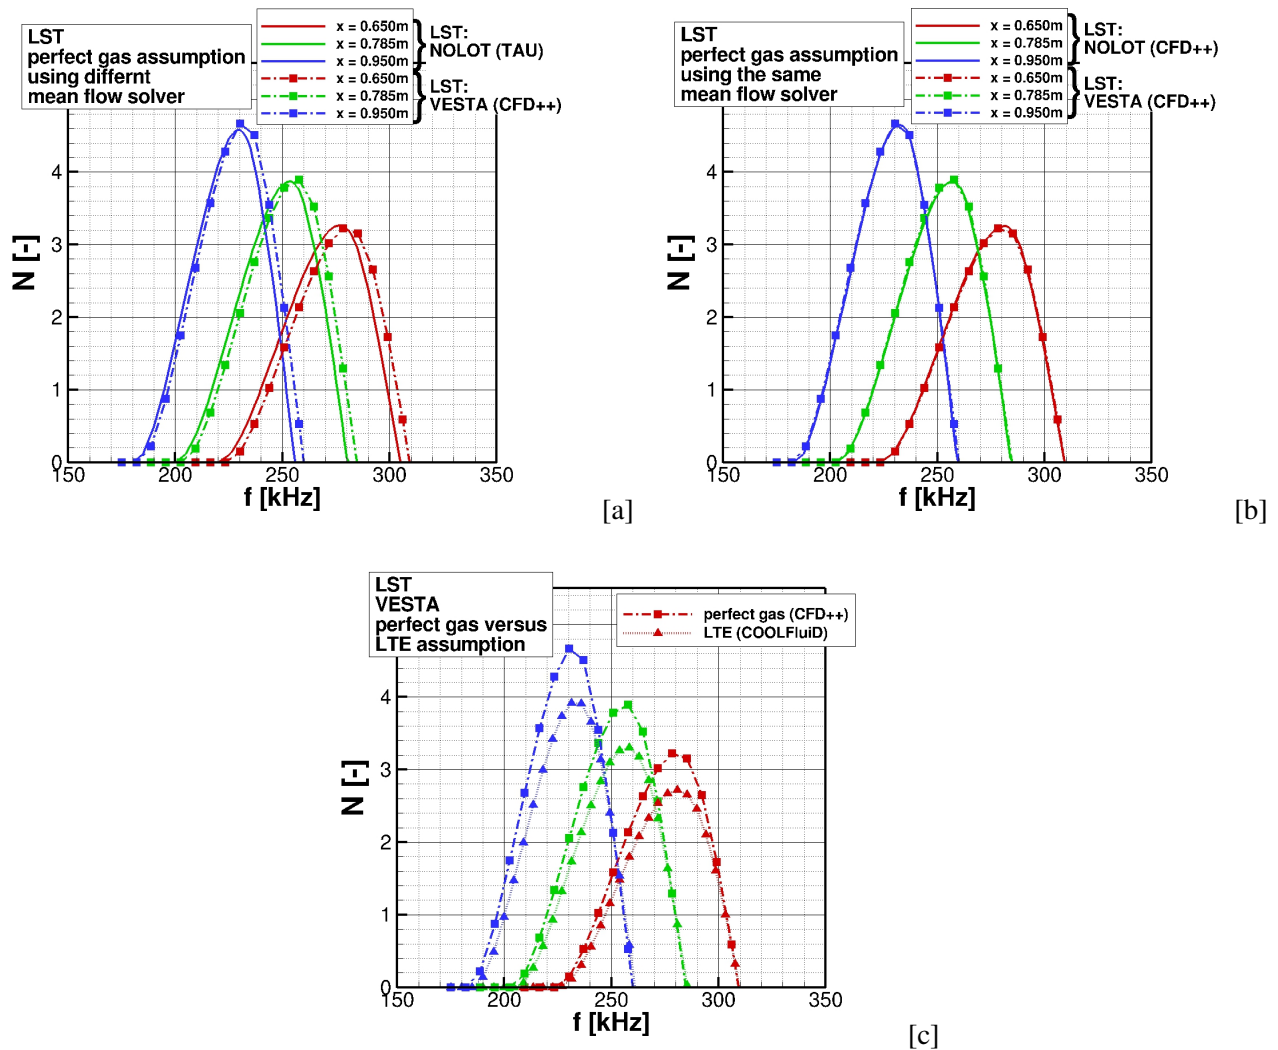 LST
perfect gas assumption
using differnt
mean flow solver
x = 0.650m
x = 0.785m
x = 0.950m
x = 0.650m
x = 0.785m
x = 0.950m
LST:
NOLOT (TAU)
LST:
VESTA (CFD++)
N [-]
4
3
2
1
0
150 200 250 300 350
f [kHz]
[a]
LST
perfect gas assumption
using the same
mean flow solver
x = 0.650m
x = 0.785m
x = 0.950m
x = 0.650m
x = 0.785m
x = 0.950m
LST:
NOLOT (CFD++)
LST:
VESTA (CFD++)
N [-]
4
3
2
1
0
150 200 250 300 350
f [kHz]
[b]
LST
VESTA
perfect gas versus
LTE assumption
perfect gas (CFD++)
LTE (COOLFluiD)
N [-]
4
3
2
1
0
150 200 250 300 350
f [kHz]
[c]